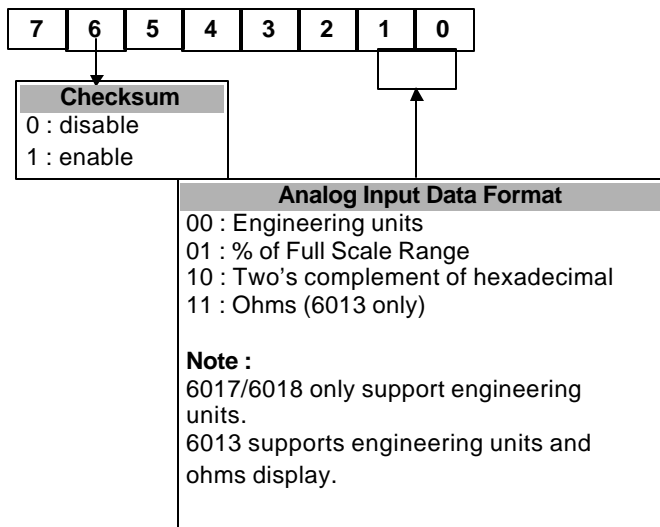 7 6 5 4 3 2 1 0
Checksum
0 : disable
1 : enable
Analog Input Data Format
00 : Engineering units
01 : % of Full Scale Range
10 : Two's complement of hexadecimal
11 : Ohms (6013 only)
Note :
6017/6018 only support engineering
units.
6013 supports engineering units and
ohms display.